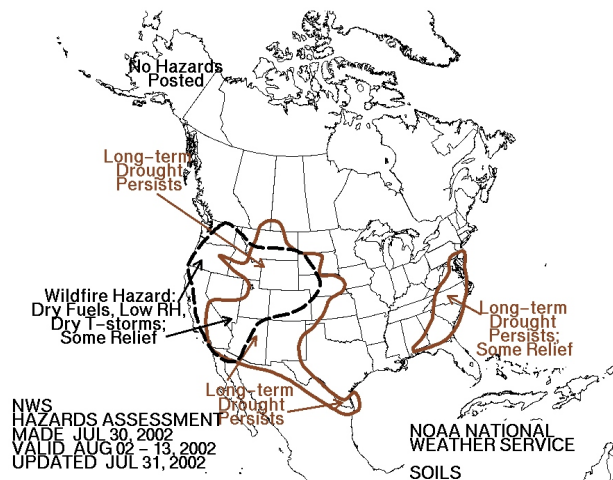 No Hazards
Posted
Long-term
Drought
Persists
Wildfire Hazard:
Dry Fuels, Low RH,
Dry T-storms;
Some Relief
Long-term
Drought
Persists;
Some Relief
Long-term
Drought
Persists
NWS
HAZARDS ASSESSMENT
MADE JUL 30, 2002
VALID AUG 02 - 13, 2002
UPDATED JUL 31, 2002
NOAA NATIONAL
WEATHER SERVICE
SOILS